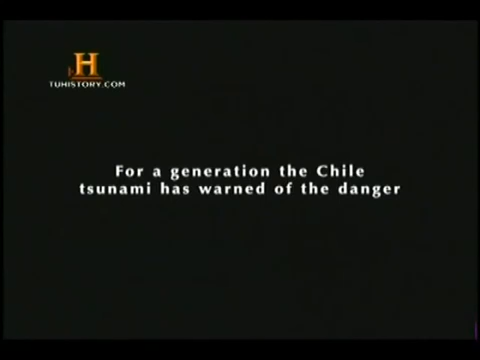 H
TUHISTORY.COM
For a generation the Chile
tsunami has warned of the danger